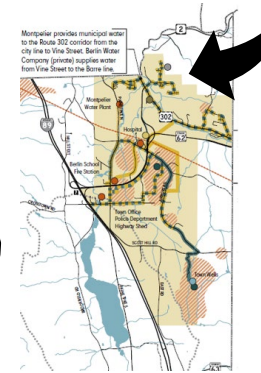 Montpelier provides municipal water
to the Route 302 corridor from the
city line to Vine Street. Berlin Water
Company (private) supplies water
from Vine Street to the Barre line.
2
Montpelier
Water Plant
302
Hospital
62
89
Berlin School
Fire Station
Town Office
Police Department
Highway Shed
SCOTT HILL RD
Town Wells
63